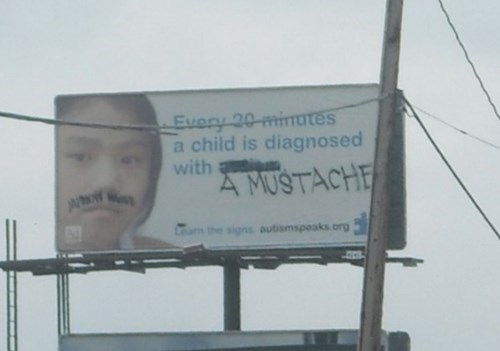 Every 20 minutes
a child is diagnosed
with
A MUSTACHE
Learn the signs. autismspeaks.org